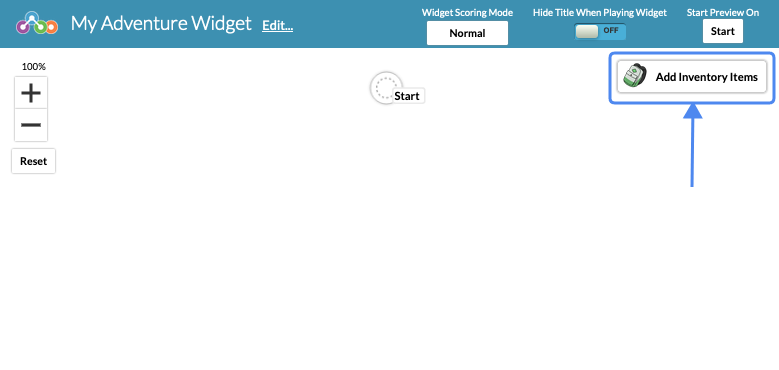 My Adventure Widget Edit...
Widget Scoring Mode
Normal
Hide Title When Playing Widget
OFF
Start Preview On
Start
100%
Reset
Start
Add Inventory Items